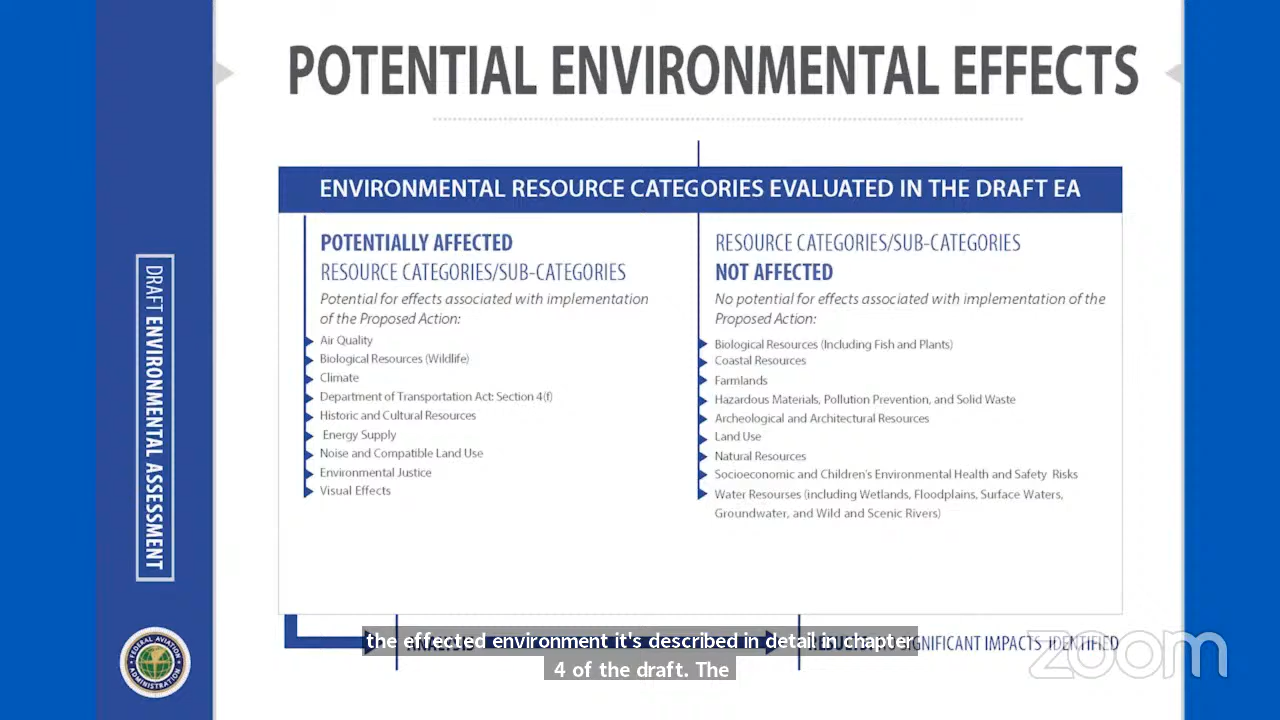 POTENTIAL ENVIRONMENTAL EFFECTS
ENVIRONMENTAL RESOURCE CATEGORIES EVALUATED IN THE DRAFT EA
POTENTIALLY AFFECTED
RESOURCE CATEGORIES/SUB-CATEGORIES
Potential for effects associated with implementation
of the Proposed Action:
Air Quality
Biological Resources (Wildlife)
Climate
Department of Transportation Act: Section 4(f)
Historic and Cultural Resources
Energy Supply
Noise and Compatible Land Use
Environmental Justice
Visual Effects
RESOURCE CATEGORIES/SUB-CATEGORIES
NOT AFFECTED
No potential for effects associated with implementation of the
Proposed Action:
Biological Resources (Including Fish and Plants)
Coastal Resources
Farmlands
Hazardous Materials, Pollution Prevention, and Solid Waste
Archeological and Architectural Resources
Land Use
Natural Resources
Socioeconomic and Children's Environmental Health and Safety Risks
Water Resourses (including Wetlands, Floodplains, Surface Waters,
Groundwater, and Wild and Scenic Rivers)
SIGNIFICANT IMPACTS IDENTIFIED
the effected environment it's described in detail in chapter
4 of the draft. The
DRAFT ENVIRONMENTAL ASSESSMENT
FEDERAL AVIATION
ADMINISTRATION
zoom